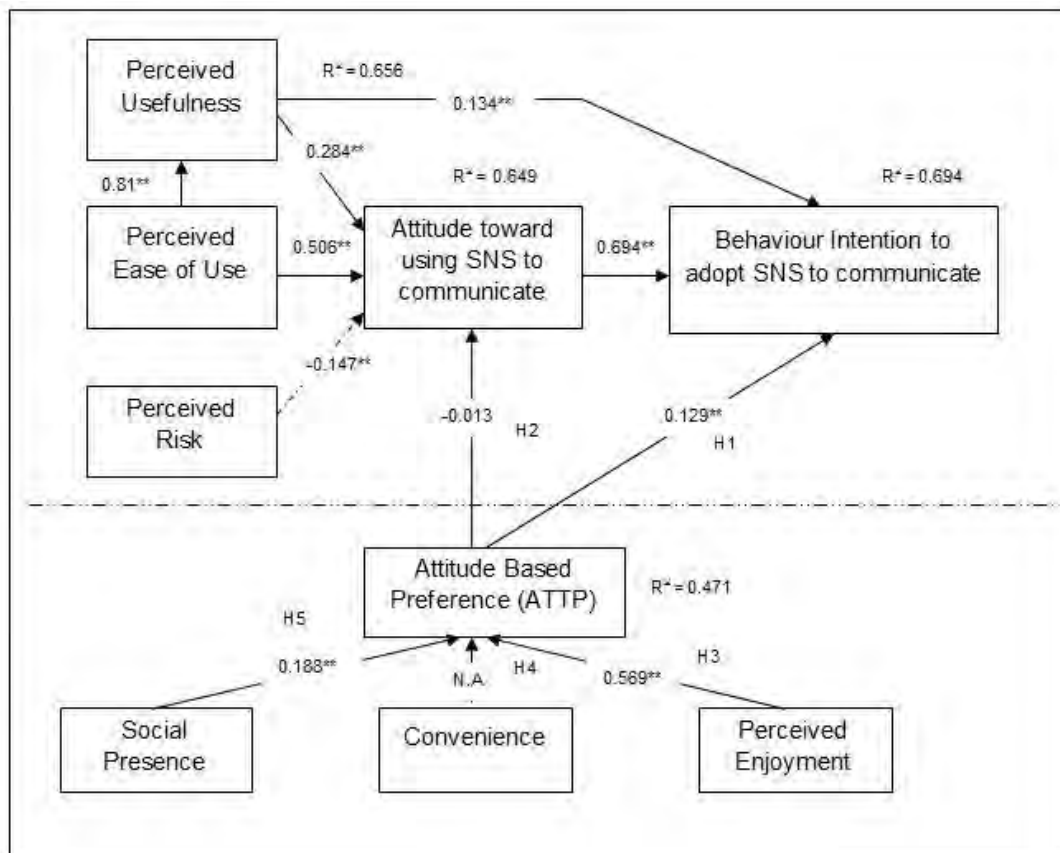 Perceived
Usefulness
R² = 0.656
0.134**
0.284**
0.81**
R² = 0.649
R² = 0.694
Perceived
Ease of Use
0.506**
Attitude toward
using SNS to
communicate
0.694**
Behaviour Intention to
adopt SNS to communicate
-0.147**
Perceived
Risk
-0.013
H2
0.129**
H1
Attitude Based
Preference (ATTP)
R² = 0.471
H5
0.188**
N.A
H4
H3
0.569**
Social
Presence
Convenience
Perceived
Enjoyment